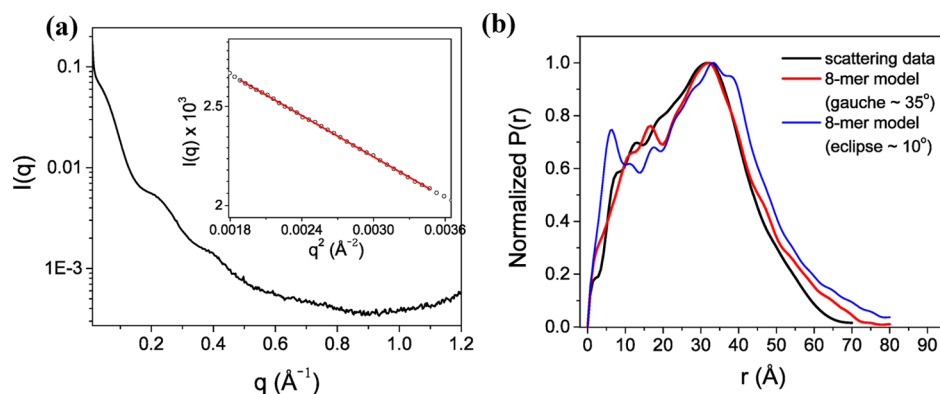 (a)
0.1
0.01
1E-3
I(q)
0.2 0.4 0.6 0.8 1.0 1.2
q (Å⁻¹)
2.5
2
I(q) x 10³
0.0018 0.0024 0.0030 0.0036
q² (Å⁻²)
(b)
1.0
0.8
0.6
0.4
0.2
0.0
Normalized P(r)
0 10 20 30 40 50 60 70 80 90
r (Å)
scattering data
8-mer model
(gauche ~ 35°)
8-mer model
(eclipse ~ 10°)